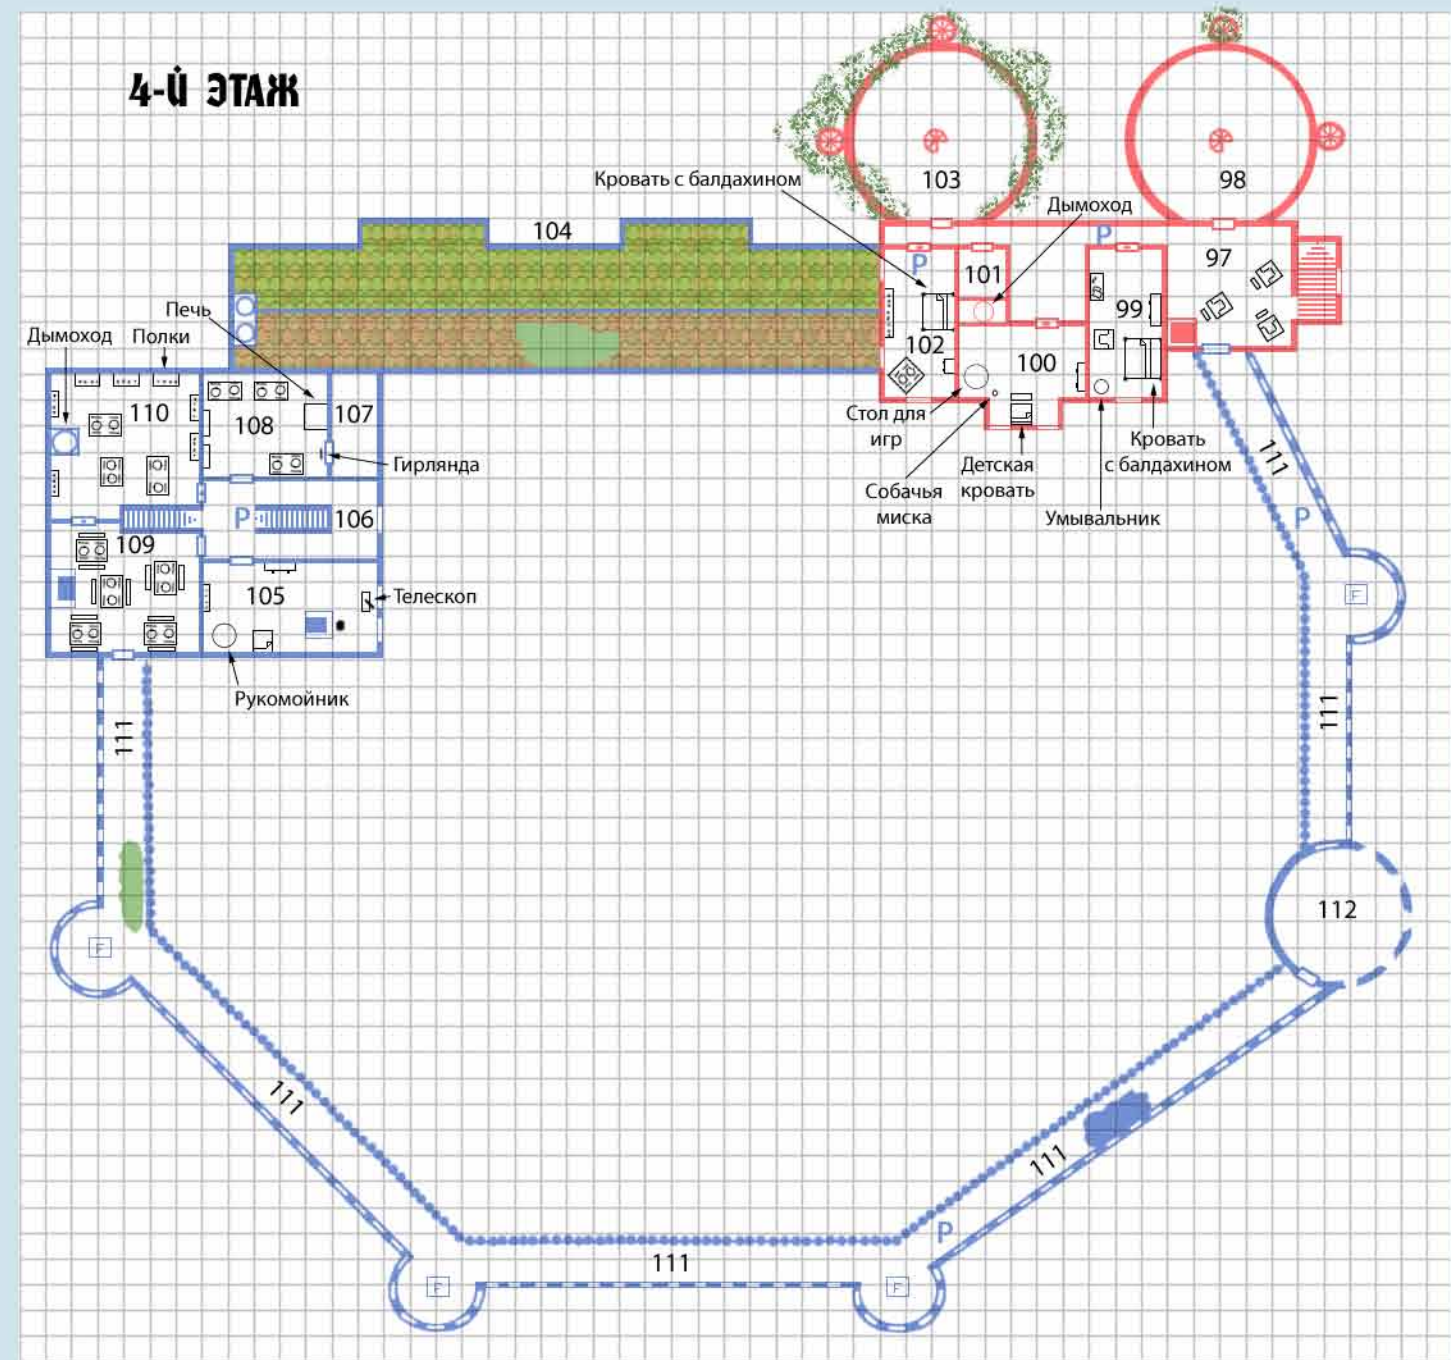 4-Й ЭТАЖ
103
98
Кровать с балдахином
Дымоход
104
P
P
97
101
99
102
100
Печь
Дымоход
Полки
110
108
107
Гирлянда
Стол для
игр
Собачья
миска
Детская
кровать
Кровать
с балдахином
Умывальник
111
P
P
106
109
105
Телескоп
F
Рукомойник
111
111
112
F
111
111
P
111
F
F